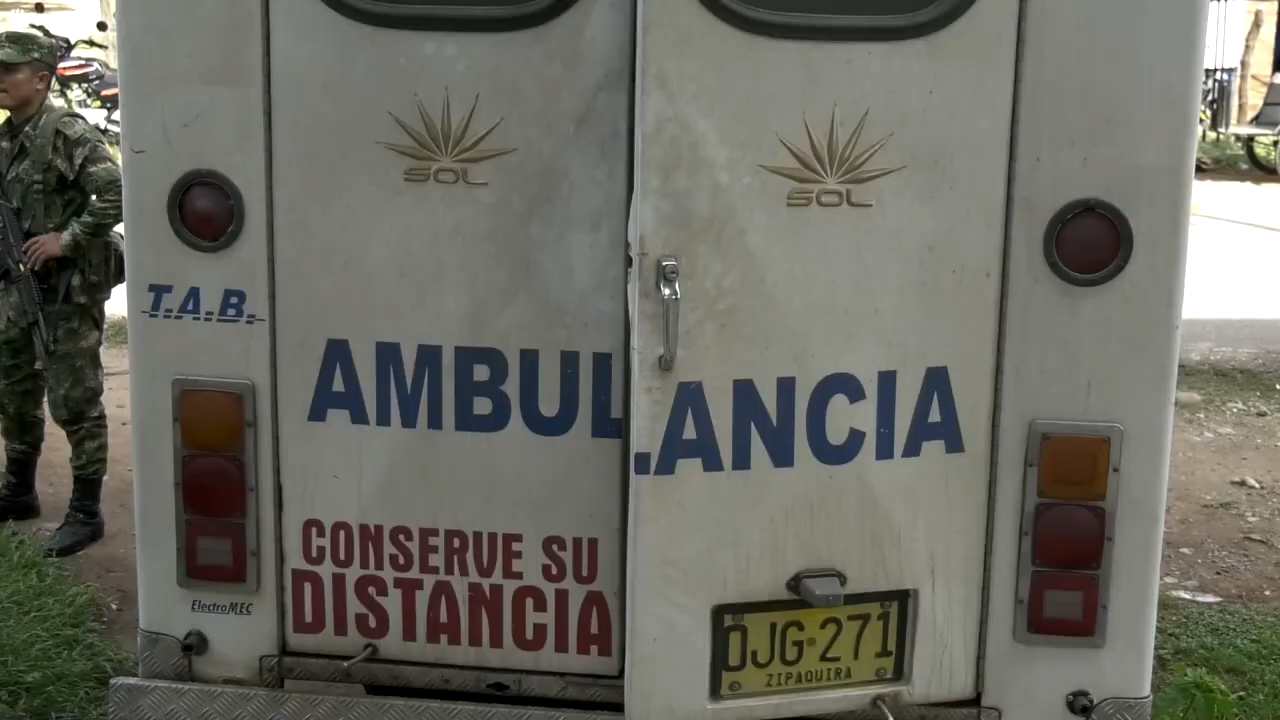 SOL
SOL
T.A.B.
AMBULANCIA
CONSERVE SU
DISTANCIA
ElectroMEC
OJG·271
ZIPAQUIRA